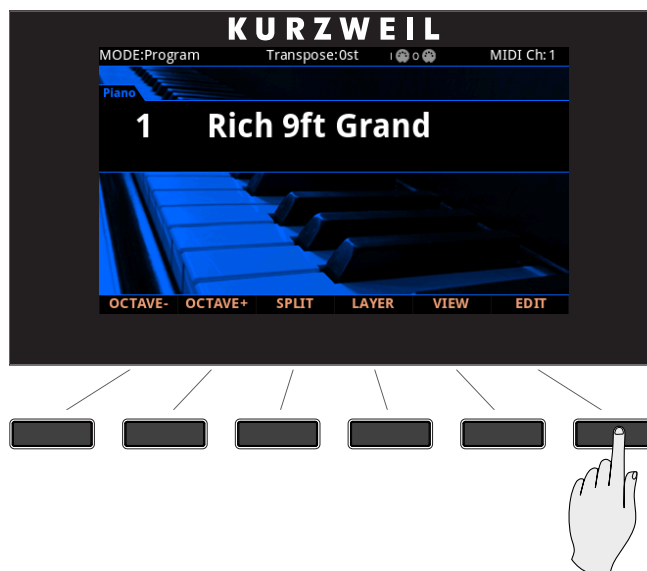 KURZWEIL
MODE:Program Transpose:0st I O MIDI Ch: 1
Piano
1 Rich 9ft Grand
OCTAVE- OCTAVE+ SPLIT LAYER VIEW EDIT